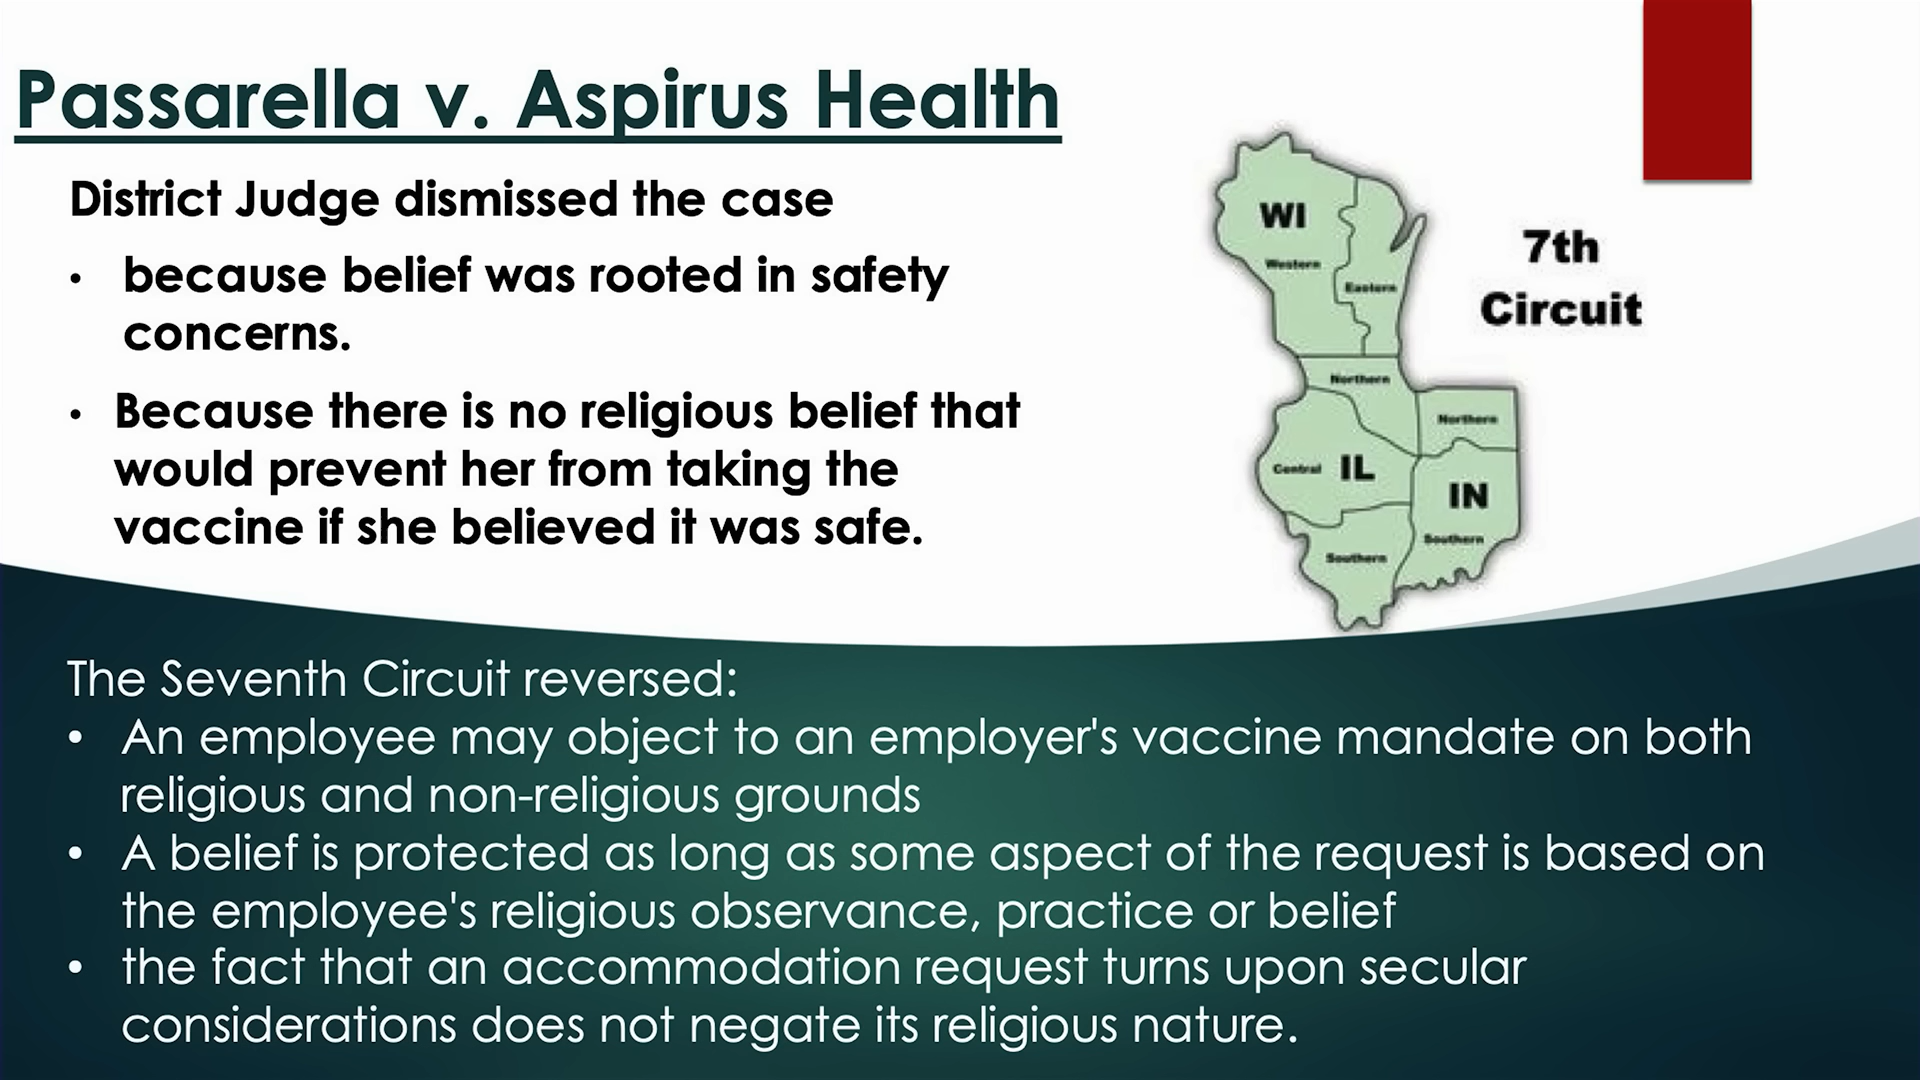 Passarella v. Aspirus Health
District Judge dismissed the case
• because belief was rooted in safety
concerns.
• Because there is no religious belief that
would prevent her from taking the
vaccine if she believed it was safe.
WI
Western
Eastern
7th
Circuit
Northern
Northern
Central
IL
IN
Southern
Southern
The Seventh Circuit reversed:
• An employee may object to an employer's vaccine mandate on both
religious and non-religious grounds
• A belief is protected as long as some aspect of the request is based on
the employee's religious observance, practice or belief
• the fact that an accommodation request turns upon secular
considerations does not negate its religious nature.